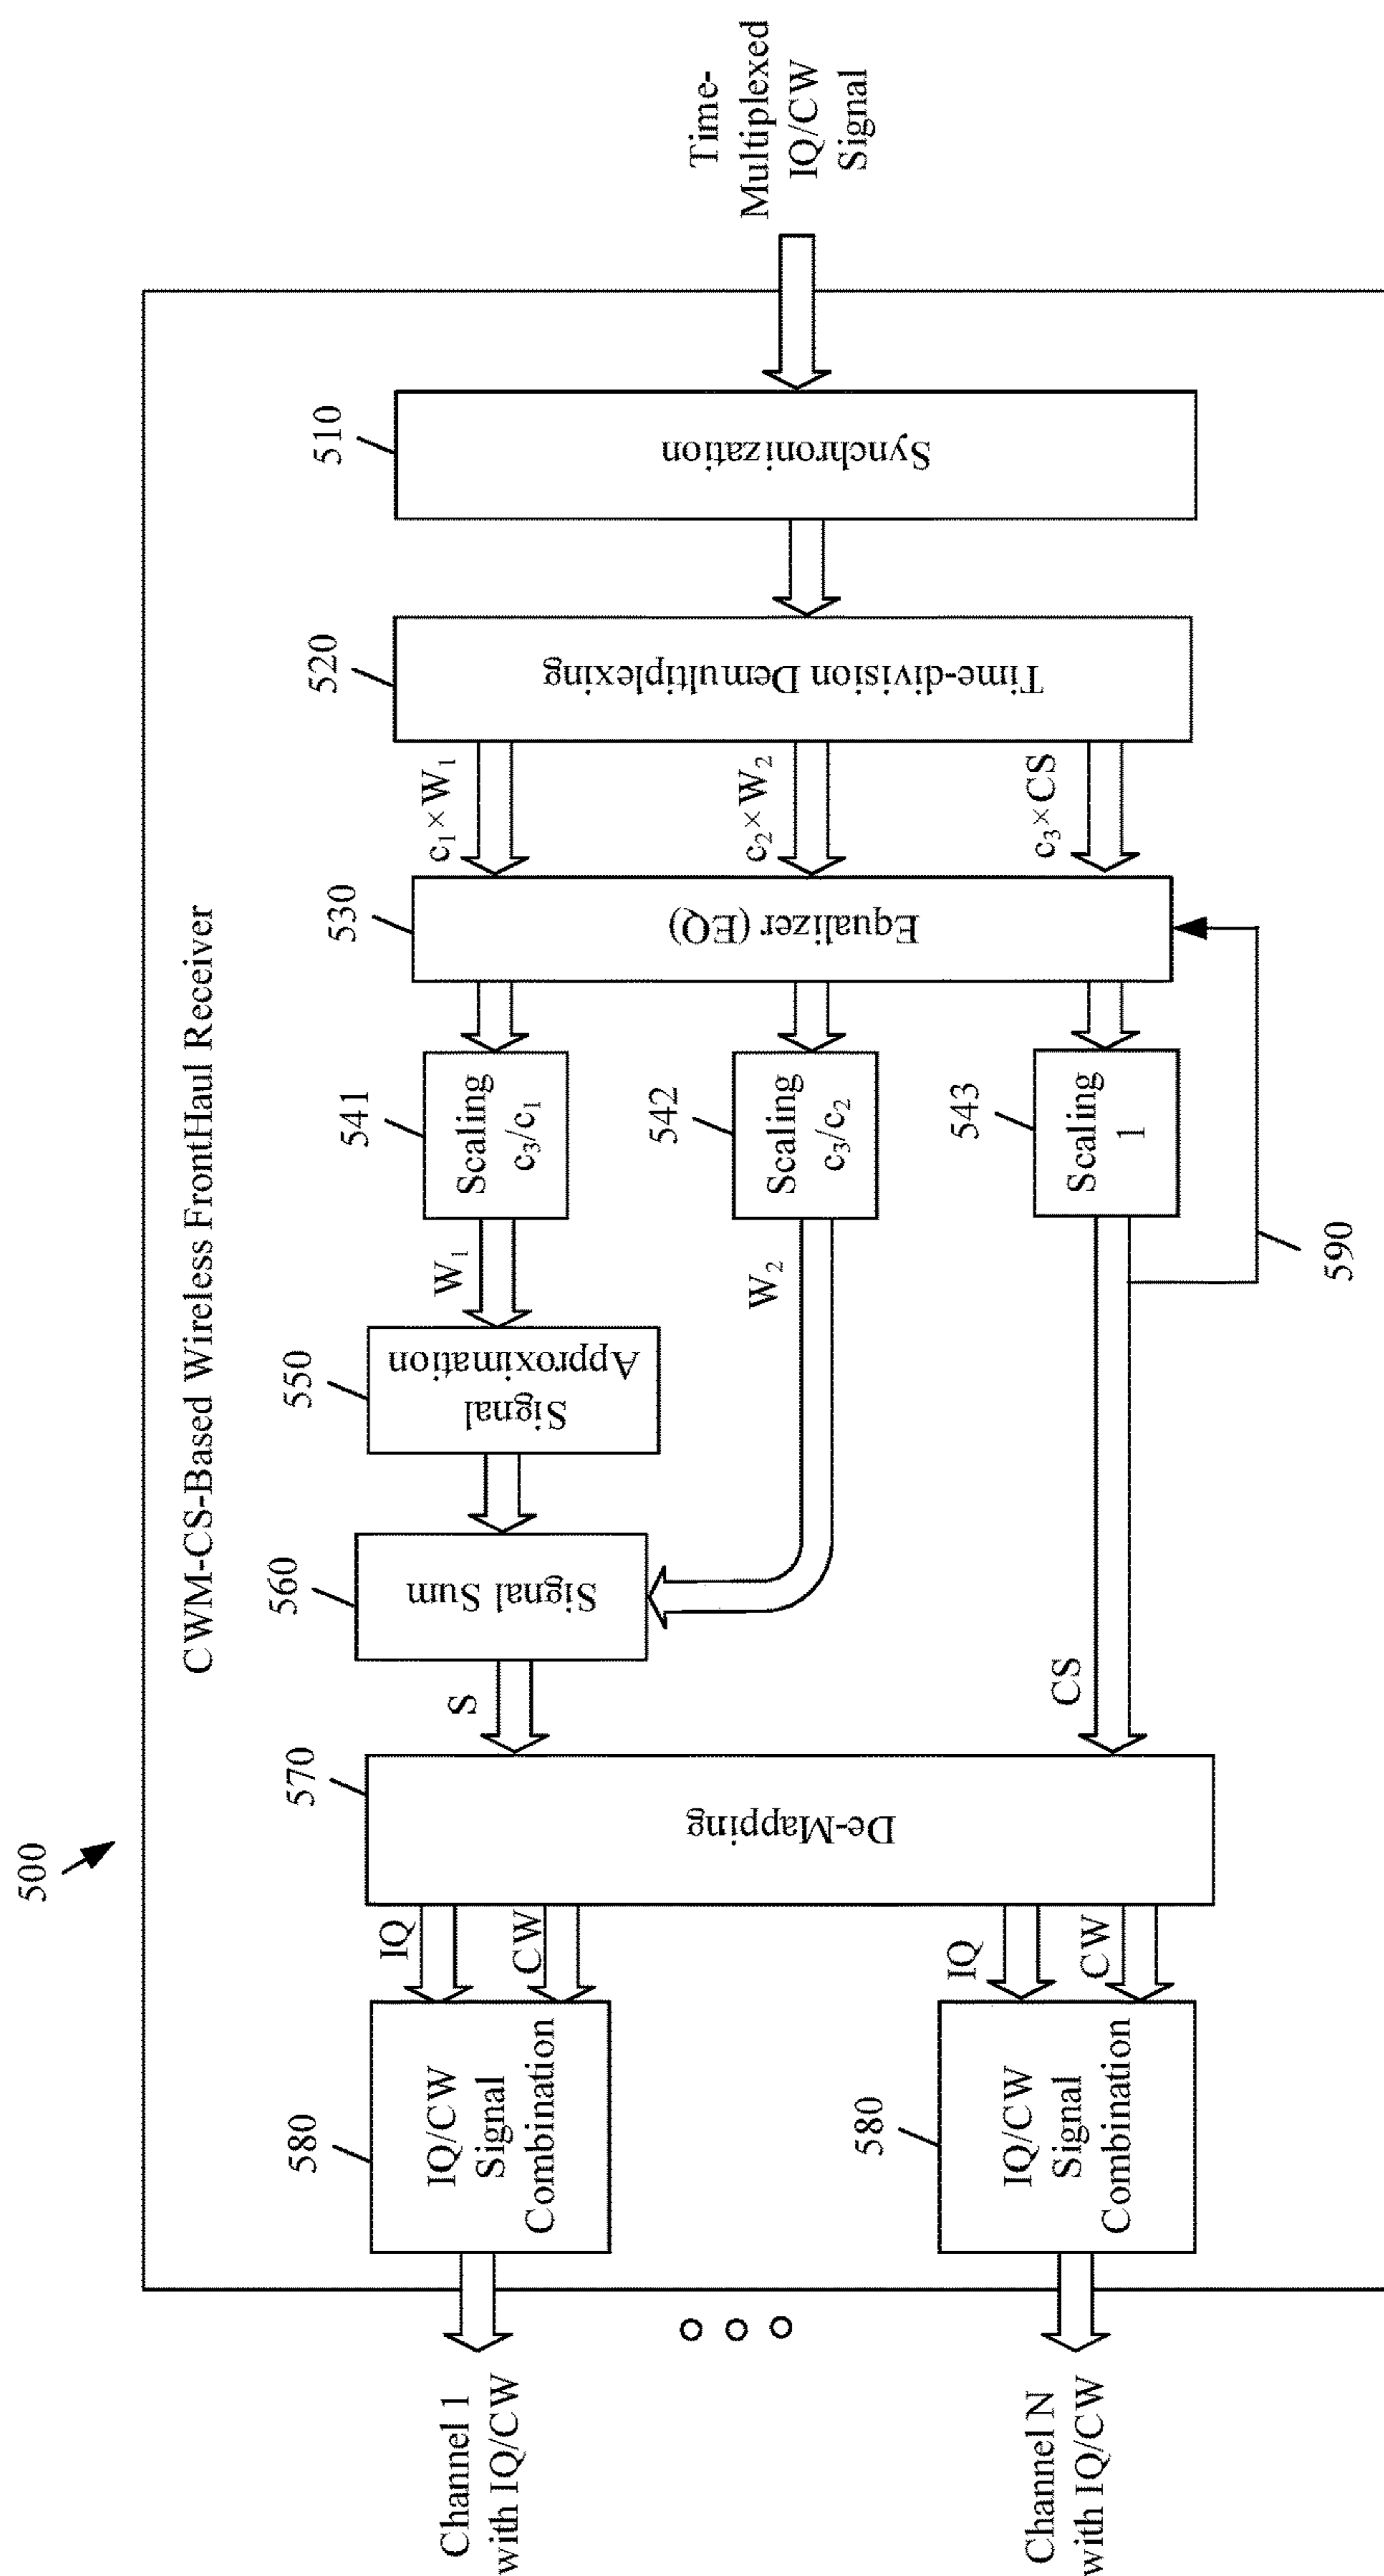 500
CWM-CS-Based Wireless FrontHaul Receiver
Time-
Multiplexed
IQ/CW
Signal
510
Synchronization
520
Time-division Demultiplexing
c₁×W₁
c₂×W₂
c₃×CS
530
Equalizer (EQ)
541
Scaling
c₃/c₁
542
Scaling
c₃/c₂
543
Scaling
1
590
W₁
W₂
CS
550
Signal
Approximation
560
Signal Sum
S
570
De-Mapping
IQ
CW
IQ
CW
580
IQ/CW
Signal
Combination
580
IQ/CW
Signal
Combination
Channel 1
with IQ/CW
Channel N
with IQ/CW